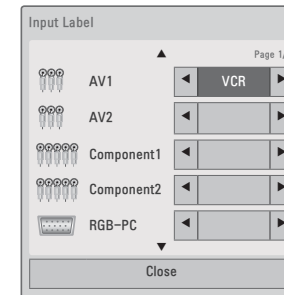 Input Label
Page 1/
AV1 VCR
AV2
Component1
Component2
RGB-PC
Close